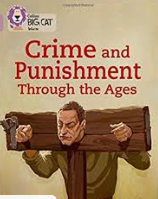 Collins
BIG CAT
Crime and
Punishment
Through the Ages